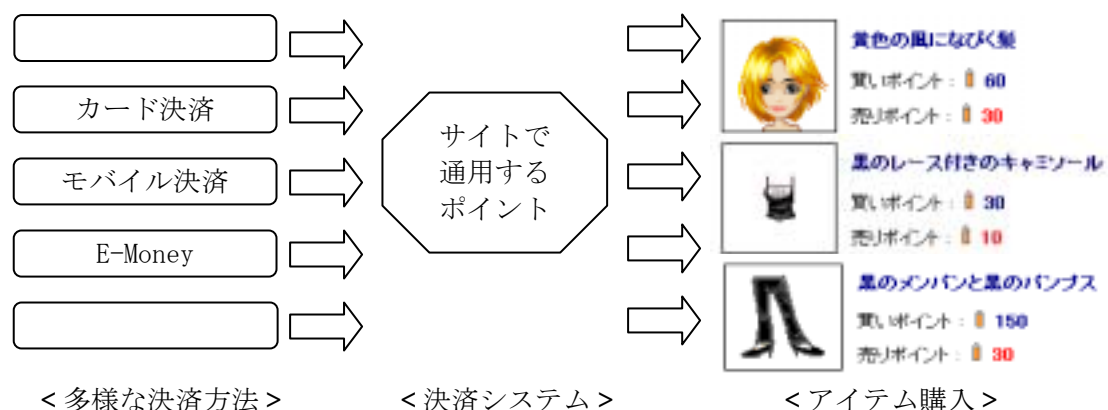 カード決済
モバイル決済
E-Money
サイトで
通用する
ポイント
黄色の風になびく髪
買いポイント : 60
売りポイント : 30
黒のレース付きのキャミソール
買いポイント : 30
売りポイント : 10
黒のメンパンと黒のパンプス
買いポイント : 150
売りポイント : 30
<多様な決済方法>
<決済システム>
<アイテム購入>